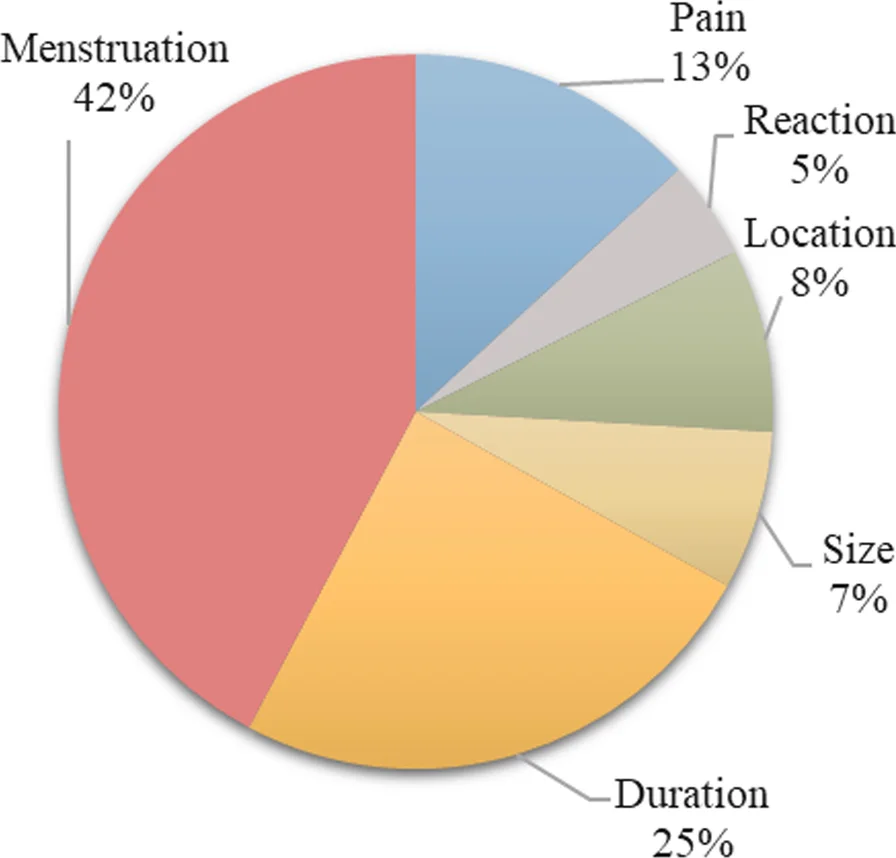 Menstruation
42%
Pain
13%
Reaction
5%
Location
8%
Size
7%
Duration
25%